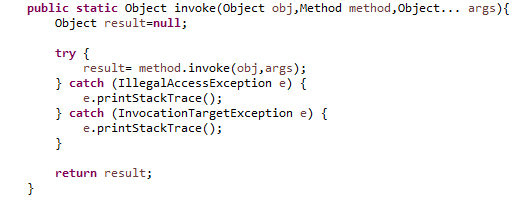 public static Object invoke(Object obj,Method method,Object... args){
Object result=null;
try {
result= method.invoke(obj,args);
} catch (IllegalAccessException e) {
e.printStackTrace();
} catch (InvocationTargetException e) {
e.printStackTrace();
}
return result;
}